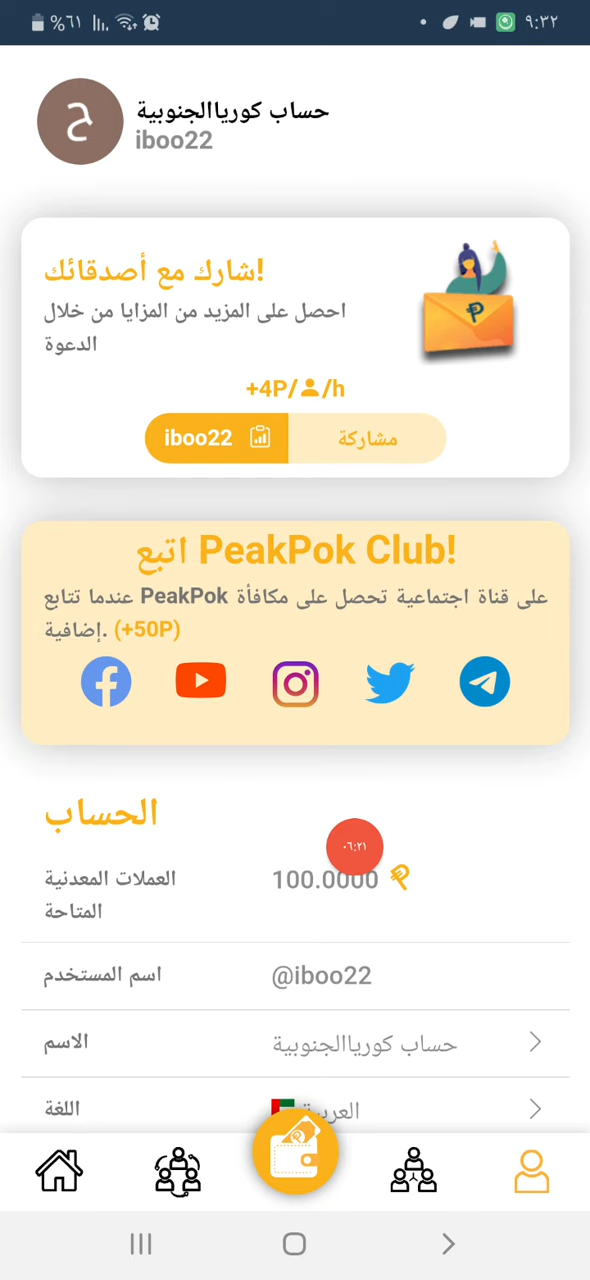 %٦١
٩:٣٢
ح
حساب كورياالجنوبية
iboo22
شارك مع أصدقائك!
احصل على المزيد من المزايا من خلال
الدعوة
+4P/ /h
iboo22
مشاركة
اتبع PeakPok Club!
عندما تتابع PeakPok على قناة اجتماعية تحصل على مكافأة
إضافية. (+50P)
الحساب
٠٦:٢١
العملات المعدنية
المتاحة
100.0000
اسم المستخدم
@iboo22
الاسم
حساب كورياالجنوبية
اللغة
العربية